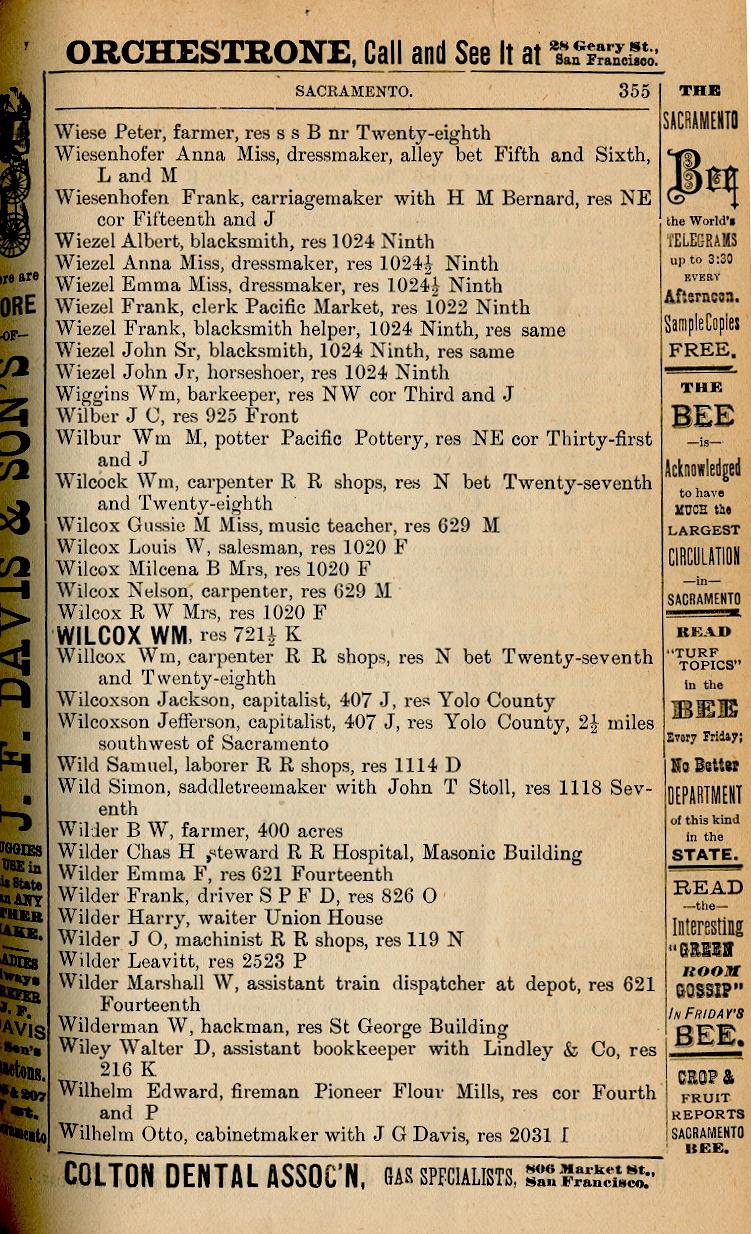 ORCHESTRONE, Call and See It at 28 Geary St., San Francisco.
SACRAMENTO. 355
Wiese Peter, farmer, res s s B nr Twenty-eighth
Wiesenhofer Anna Miss, dressmaker, alley bet Fifth and Sixth,
L and M
Wiesenhofen Frank, carriagemaker with H M Bernard, res NE
cor Fifteenth and J
Wiezel Albert, blacksmith, res 1024 Ninth
Wiezel Anna Miss, dressmaker, res 1024½ Ninth
Wiezel Emma Miss, dressmaker, res 1024½ Ninth
Wiezel Frank, clerk Pacific Market, res 1022 Ninth
Wiezel Frank, blacksmith helper, 1024 Ninth, res same
Wiezel John Sr, blacksmith, 1024 Ninth, res same
Wiezel John Jr, horseshoer, res 1024 Ninth
Wiggins Wm, barkeeper, res NW cor Third and J
Wilber J C, res 925 Front
Wilbur Wm M, potter Pacific Pottery, res NE cor Thirty-first
and J
Wilcock Wm, carpenter R R shops, res N bet Twenty-seventh
and Twenty-eighth
Wilcox Gussie M Miss, music teacher, res 629 M
Wilcox Louis W, salesman, res 1020 F
Wilcox Milcena B Mrs, res 1020 F
Wilcox Nelson, carpenter, res 629 M
Wilcox R W Mrs, res 1020 F
WILCOX WM, res 721½ K
Willcox Wm, carpenter R R shops, res N bet Twenty-seventh
and Twenty-eighth
Wilcoxson Jackson, capitalist, 407 J, res Yolo County
Wilcoxson Jefferson, capitalist, 407 J, res Yolo County, 2½ miles
southwest of Sacramento
Wild Samuel, laborer R R shops, res 1114 D
Wild Simon, saddletreemaker with John T Stoll, res 1118 Sev-
enth
Wilder B W, farmer, 400 acres
Wilder Chas H, steward R R Hospital, Masonic Building
Wilder Emma F, res 621 Fourteenth
Wilder Frank, driver S P F D, res 826 O
Wilder Harry, waiter Union House
Wilder J O, machinist R R shops, res 119 N
Wilder Leavitt, res 2523 P
Wilder Marshall W, assistant train dispatcher at depot, res 621
Fourteenth
Wilderman W, hackman, res St George Building
Wiley Walter D, assistant bookkeeper with Lindley & Co, res
216 K
Wilhelm Edward, fireman Pioneer Flour Mills, res cor Fourth
and P
Wilhelm Otto, cabinetmaker with J G Davis, res 2031 I
COLTON DENTAL ASSOC'N, GAS SPECIALISTS, 806 Market St., San Francisco.
THE
SACRAMENTO
Bee
the World's
TELEGRAMS
up to 3:30
EVERY
Afternoon.
Sample Copies
FREE.
THE
BEE
—is—
Acknowledged
to have
MUCH the
LARGEST
CIRCULATION
—in—
SACRAMENTO
READ
"TURF
TOPICS"
in the
BEE
Every Friday;
No Better
DEPARTMENT
of this kind
in the
STATE.
READ
—the—
Interesting
"GREEN
ROOM
GOSSIP"
IN FRIDAY'S
BEE.
CROP &
FRUIT
REPORTS
SACRAMENTO
BEE.
are
ORE
—OF—
J. F. DAVIS & SON'S
USE in
State
ANY
J. F.
AVIS
Son's
& 207